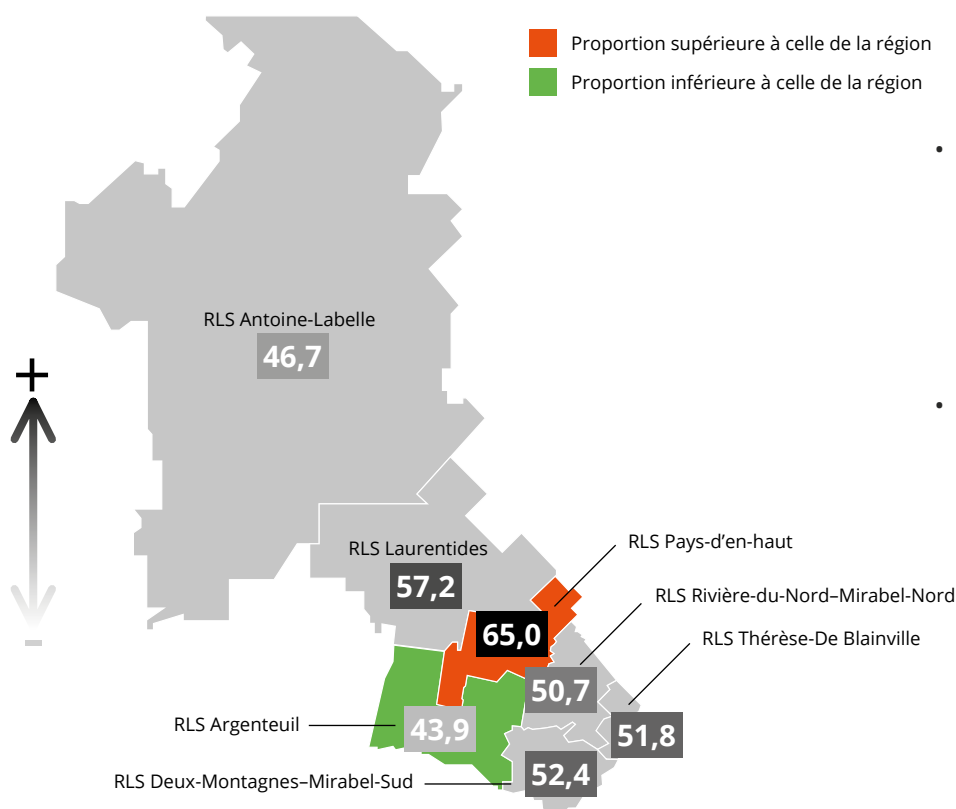 Proportion supérieure à celle de la région
Proportion inférieure à celle de la région
RLS Antoine-Labelle
46,7
+
RLS Laurentides
57,2
RLS Pays-d'en-haut
65,0
RLS Rivière-du-Nord–Mirabel-Nord
50,7
RLS Thérèse-De Blainville
51,8
RLS Argenteuil
43,9
RLS Deux-Montagnes–Mirabel-Sud
52,4
-